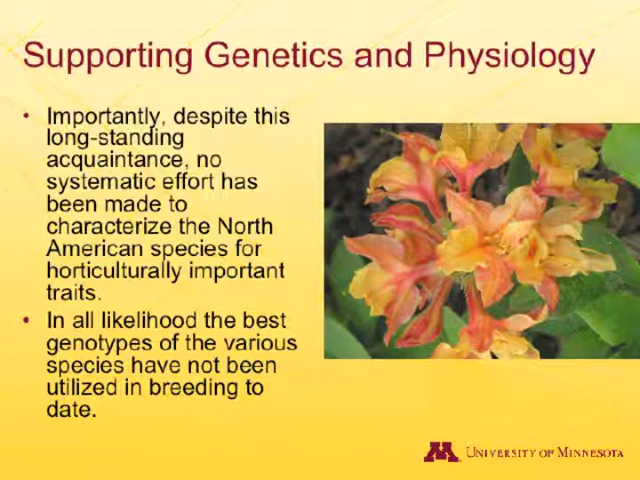 Supporting Genetics and Physiology
• Importantly, despite this
long-standing
acquaintance, no
systematic effort has
been made to
characterize the North
American species for
horticulturally important
traits.
• In all likelihood the best
genotypes of the various
species have not been
utilized in breeding to
date.
M UNIVERSITY OF MINNESOTA